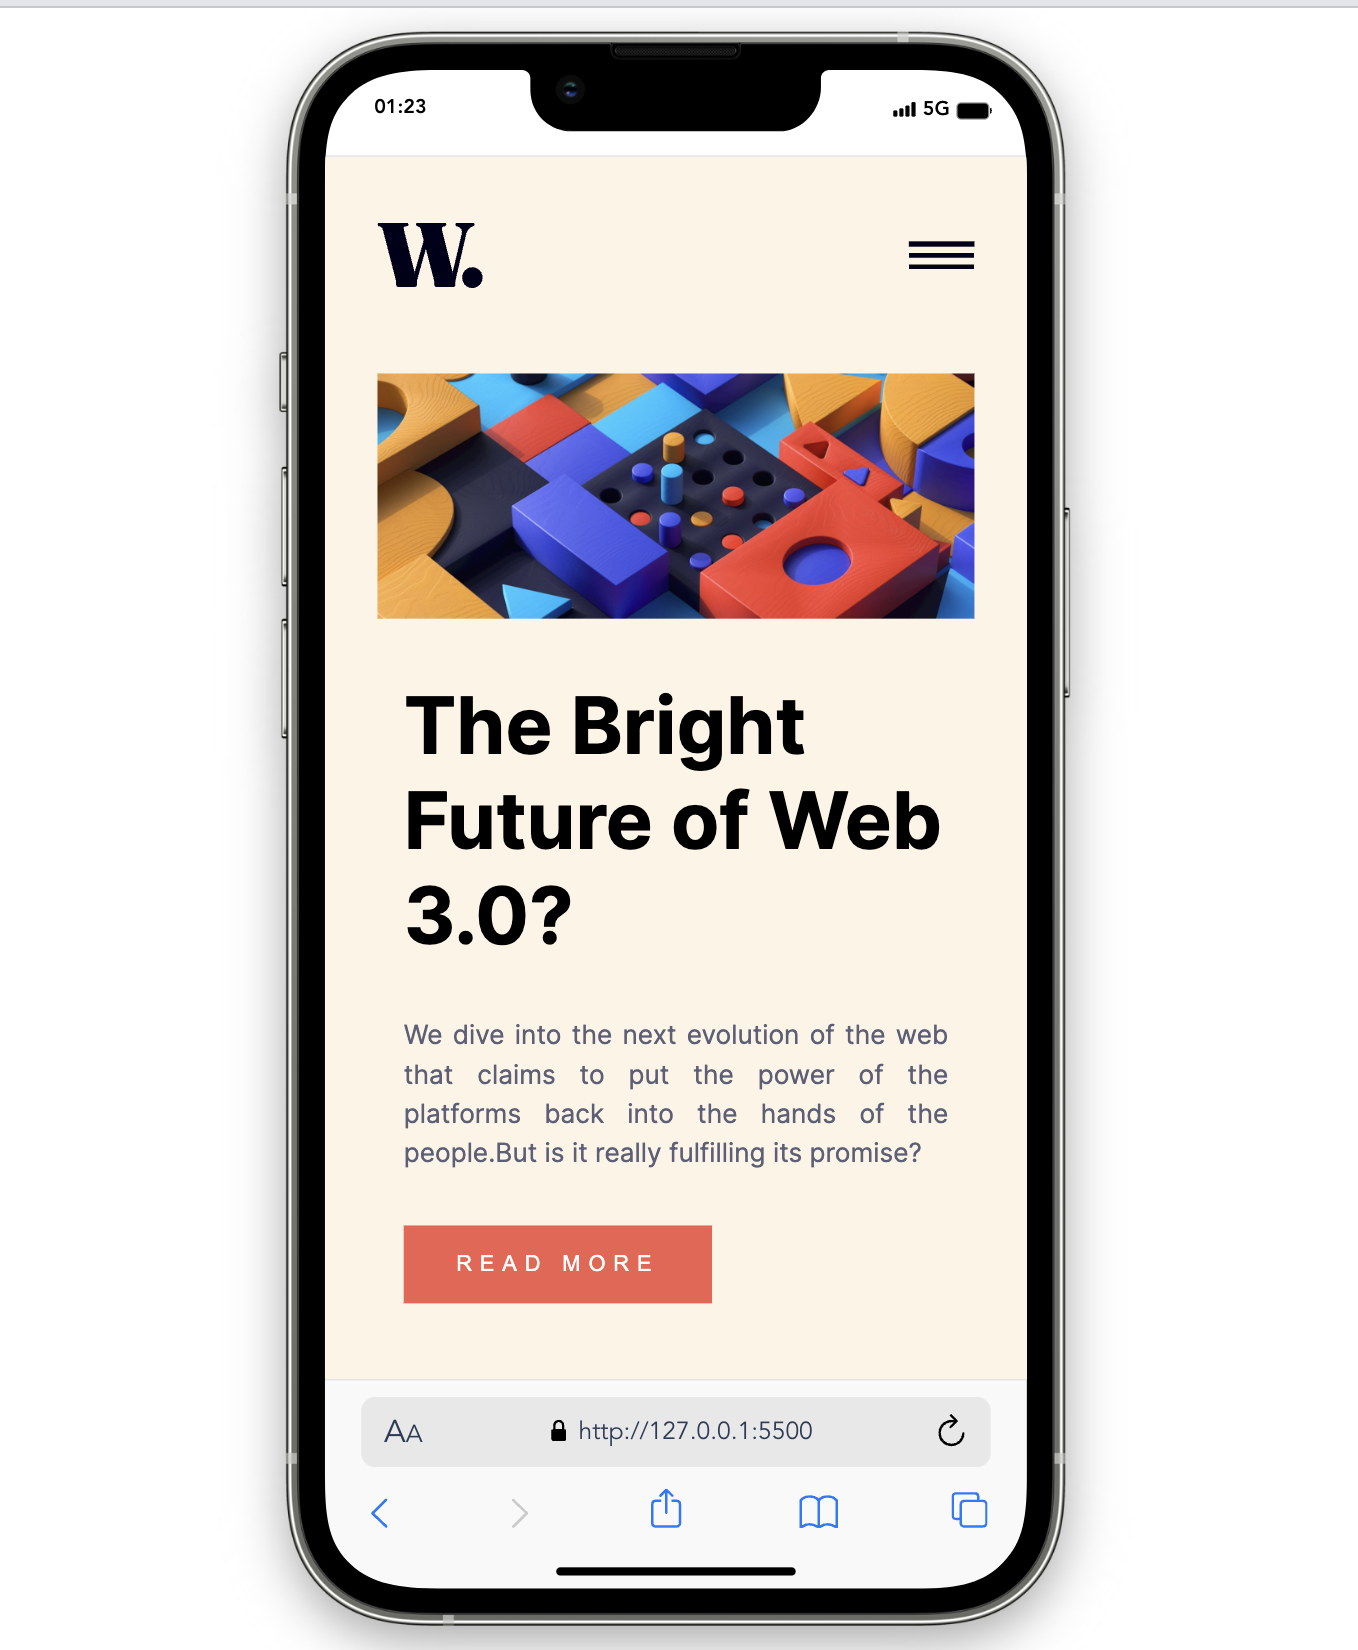 01:23
5G
W.
The Bright
Future of Web
3.0?
We dive into the next evolution of the web
that claims to put the power of the
platforms back into the hands of the
people.But is it really fulfilling its promise?
READ MORE
AA
http://127.0.0.1:5500